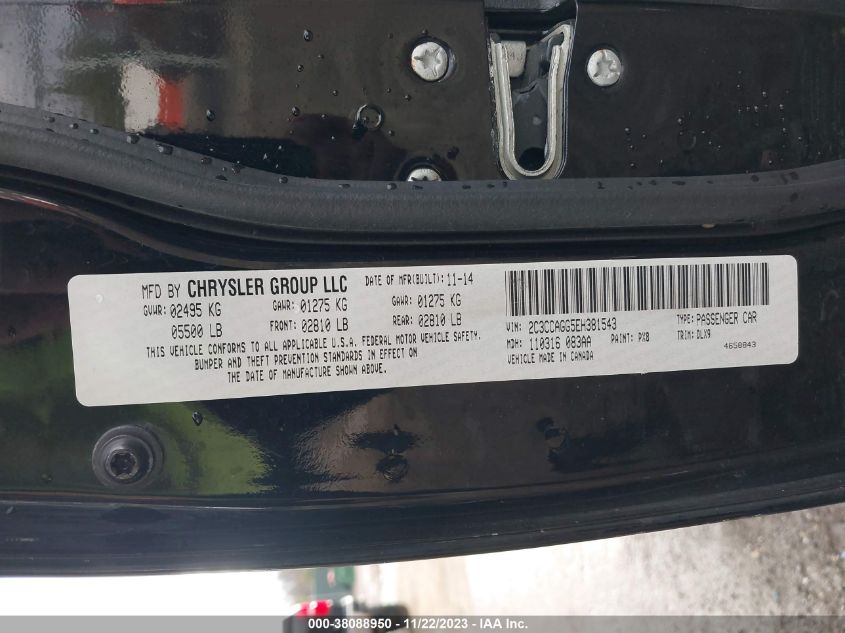 MFD BY CHRYSLER GROUP LLC DATE OF MFR(BUILT): 11-14
GVWR: 02495 KG GAWR: 01275 KG GAWR: 01275 KG
05500 LB FRONT: 02810 LB REAR: 02810 LB
THIS VEHICLE CONFORMS TO ALL APPLICABLE U.S.A. FEDERAL MOTOR VEHICLE SAFETY,
BUMPER AND THEFT PREVENTION STANDARDS IN EFFECT ON
THE DATE OF MANUFACTURE SHOWN ABOVE.
VIN: 2C3CCAGG5EH381543 TYPE: PASSENGER CAR
MDH: 110316 083AA PAINT: PX8 TRIM: DLX9
VEHICLE MADE IN CANADA 4658843
000-38088950 - 11/22/2023 - IAA Inc.